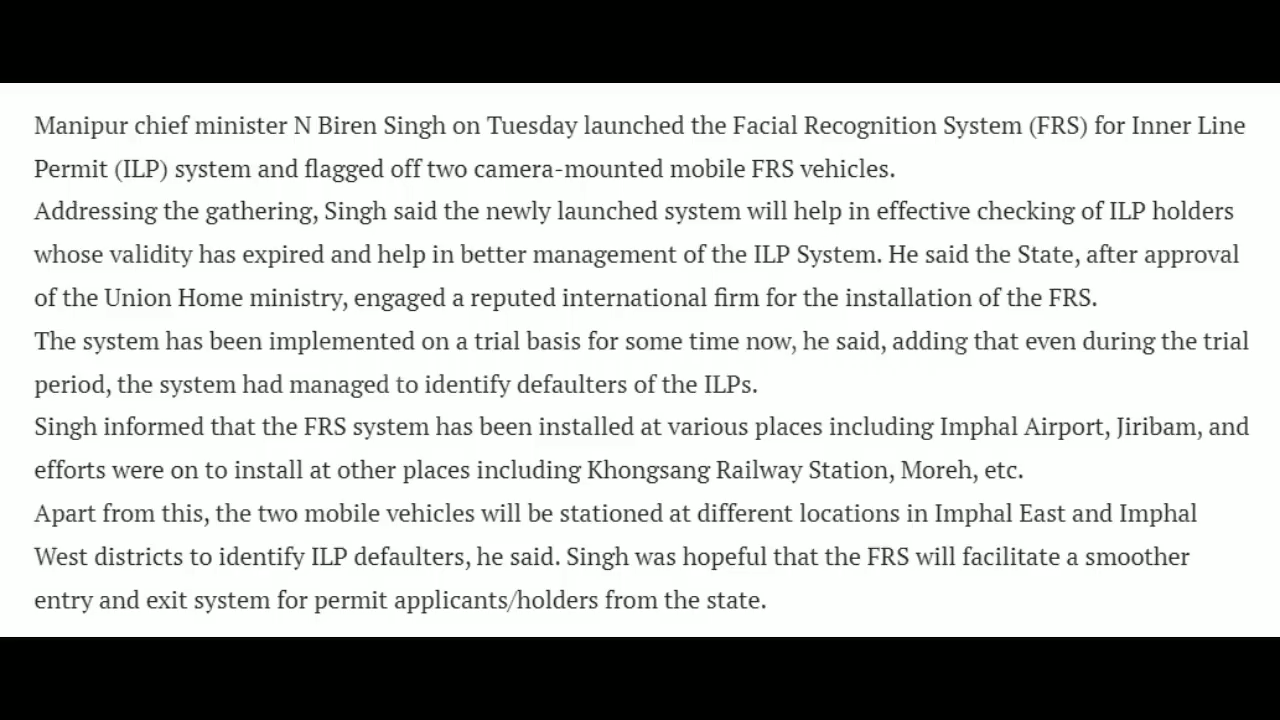 Manipur chief minister N Biren Singh on Tuesday launched the Facial Recognition System (FRS) for Inner Line
Permit (ILP) system and flagged off two camera-mounted mobile FRS vehicles.
Addressing the gathering, Singh said the newly launched system will help in effective checking of ILP holders
whose validity has expired and help in better management of the ILP System. He said the State, after approval
of the Union Home ministry, engaged a reputed international firm for the installation of the FRS.
The system has been implemented on a trial basis for some time now, he said, adding that even during the trial
period, the system had managed to identify defaulters of the ILPs.
Singh informed that the FRS system has been installed at various places including Imphal Airport, Jiribam, and
efforts were on to install at other places including Khongsang Railway Station, Moreh, etc.
Apart from this, the two mobile vehicles will be stationed at different locations in Imphal East and Imphal
West districts to identify ILP defaulters, he said. Singh was hopeful that the FRS will facilitate a smoother
entry and exit system for permit applicants/holders from the state.